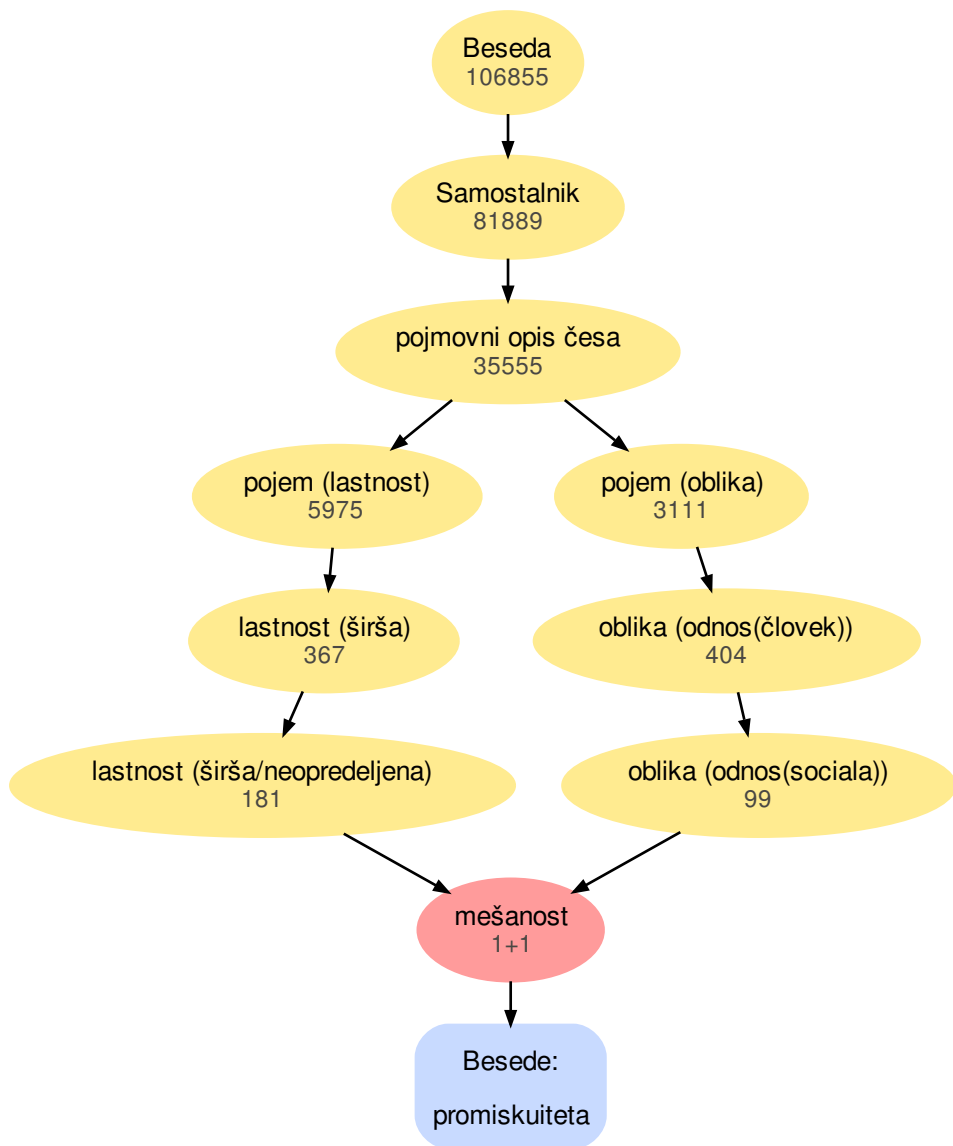 Beseda
106855
Samostalnik
81889
pojmovni opis česa
35555
pojem (lastnost)
5975
pojem (oblika)
3111
lastnost (širša)
367
oblika (odnos(človek))
404
lastnost (širša/neopredeljena)
181
oblika (odnos(sociala))
99
mešanost
1+1
Besede:
promiskuiteta